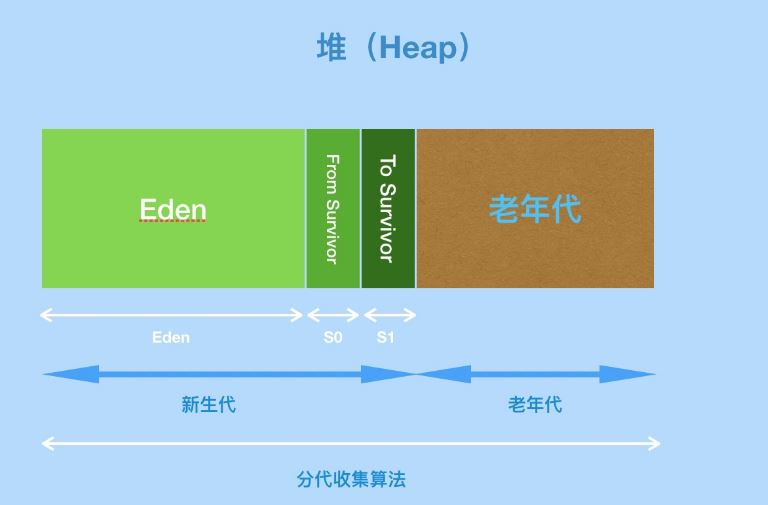 堆（Heap）
Eden
From Survivor
To Survivor
老年代
Eden
S0
S1
新生代
老年代
分代收集算法